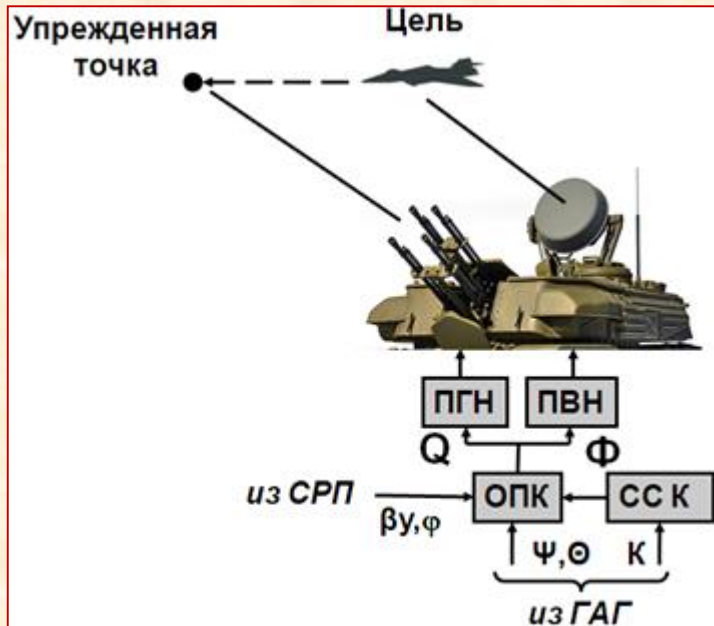 Упрежденная
точка
Цель
ПГН
ПВН
Q
Ф
из СРП
ОПК
СС К
βу,φ
Ψ,Θ
К
из ГАГ